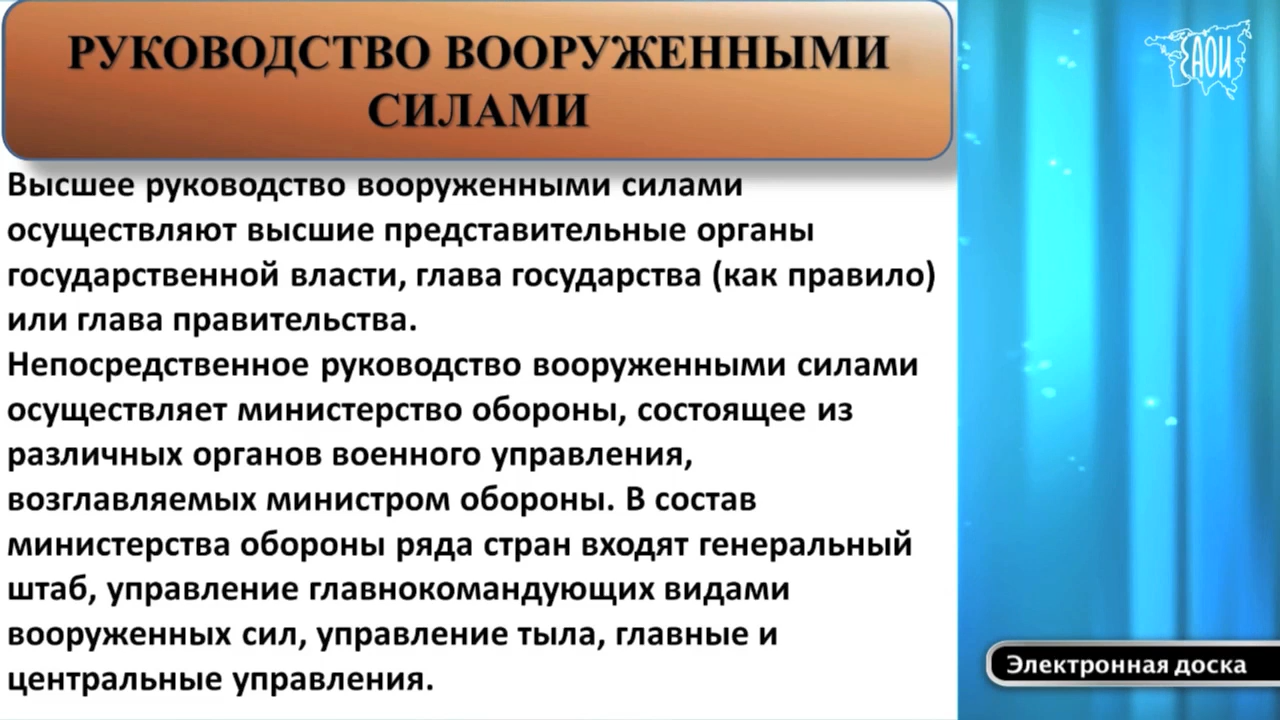 РУКОВОДСТВО ВООРУЖЕННЫМИ
СИЛАМИ
Высшее руководство вооруженными силами
осуществляют высшие представительные органы
государственной власти, глава государства (как правило)
или глава правительства.
Непосредственное руководство вооруженными силами
осуществляет министерство обороны, состоящее из
различных органов военного управления,
возглавляемых министром обороны. В состав
министерства обороны ряда стран входят генеральный
штаб, управление главнокомандующих видами
вооруженных сил, управление тыла, главные и
центральные управления.
ЕАОИ
Электронная доска